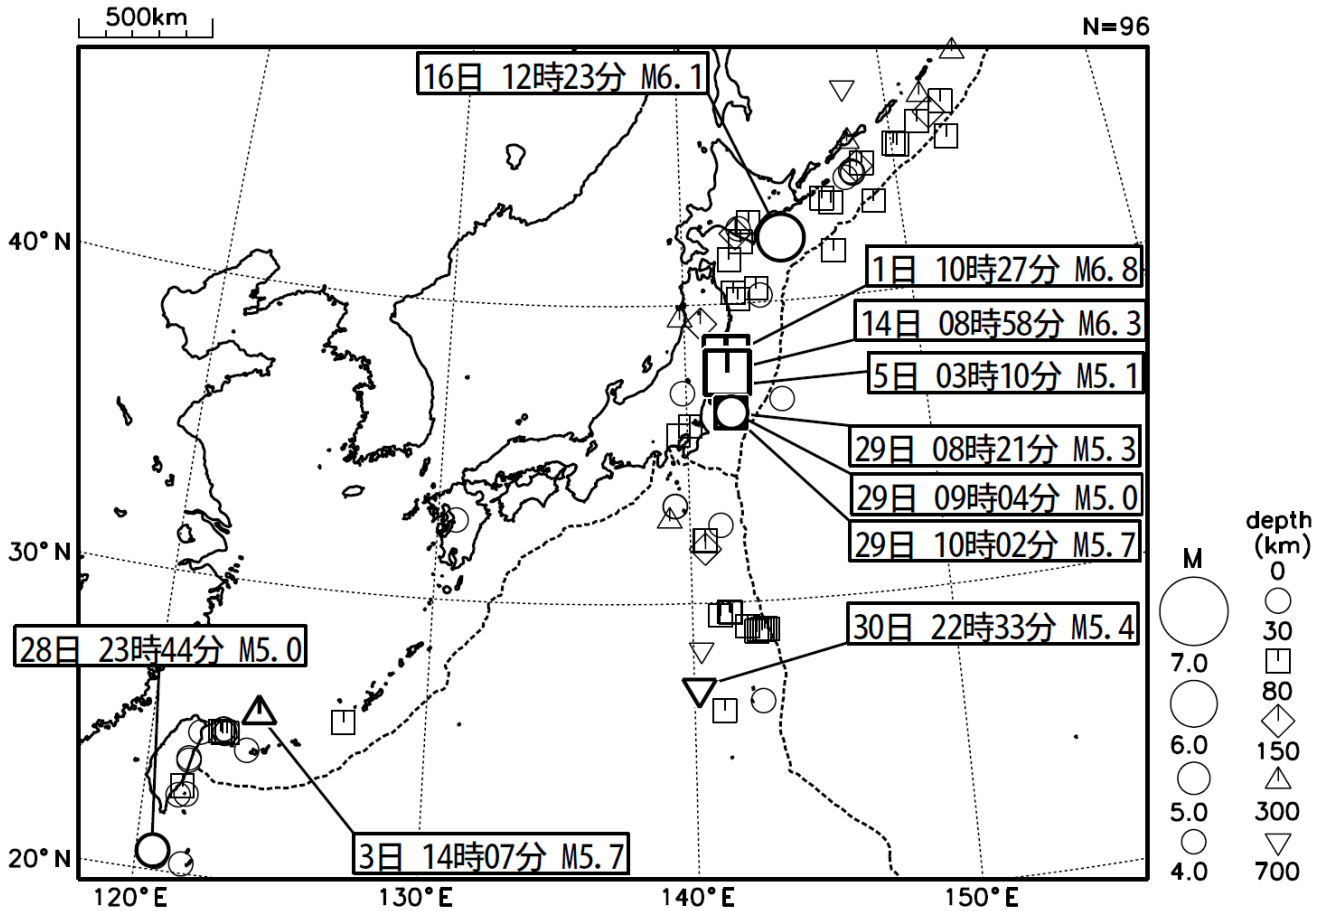 500km
N=96
16日 12時23分 M6.1
40°N
1日 10時27分 M6.8
14日 08時58分 M6.3
5日 03時10分 M5.1
29日 08時21分 M5.3
29日 09時04分 M5.0
29日 10時02分 M5.7
30°N
30日 22時33分 M5.4
28日 23時44分 M5.0
3日 14時07分 M5.7
20°N
120°E
130°E
140°E
150°E
M
7.0
6.0
5.0
4.0
depth
(km)
0
30
80
150
300
700